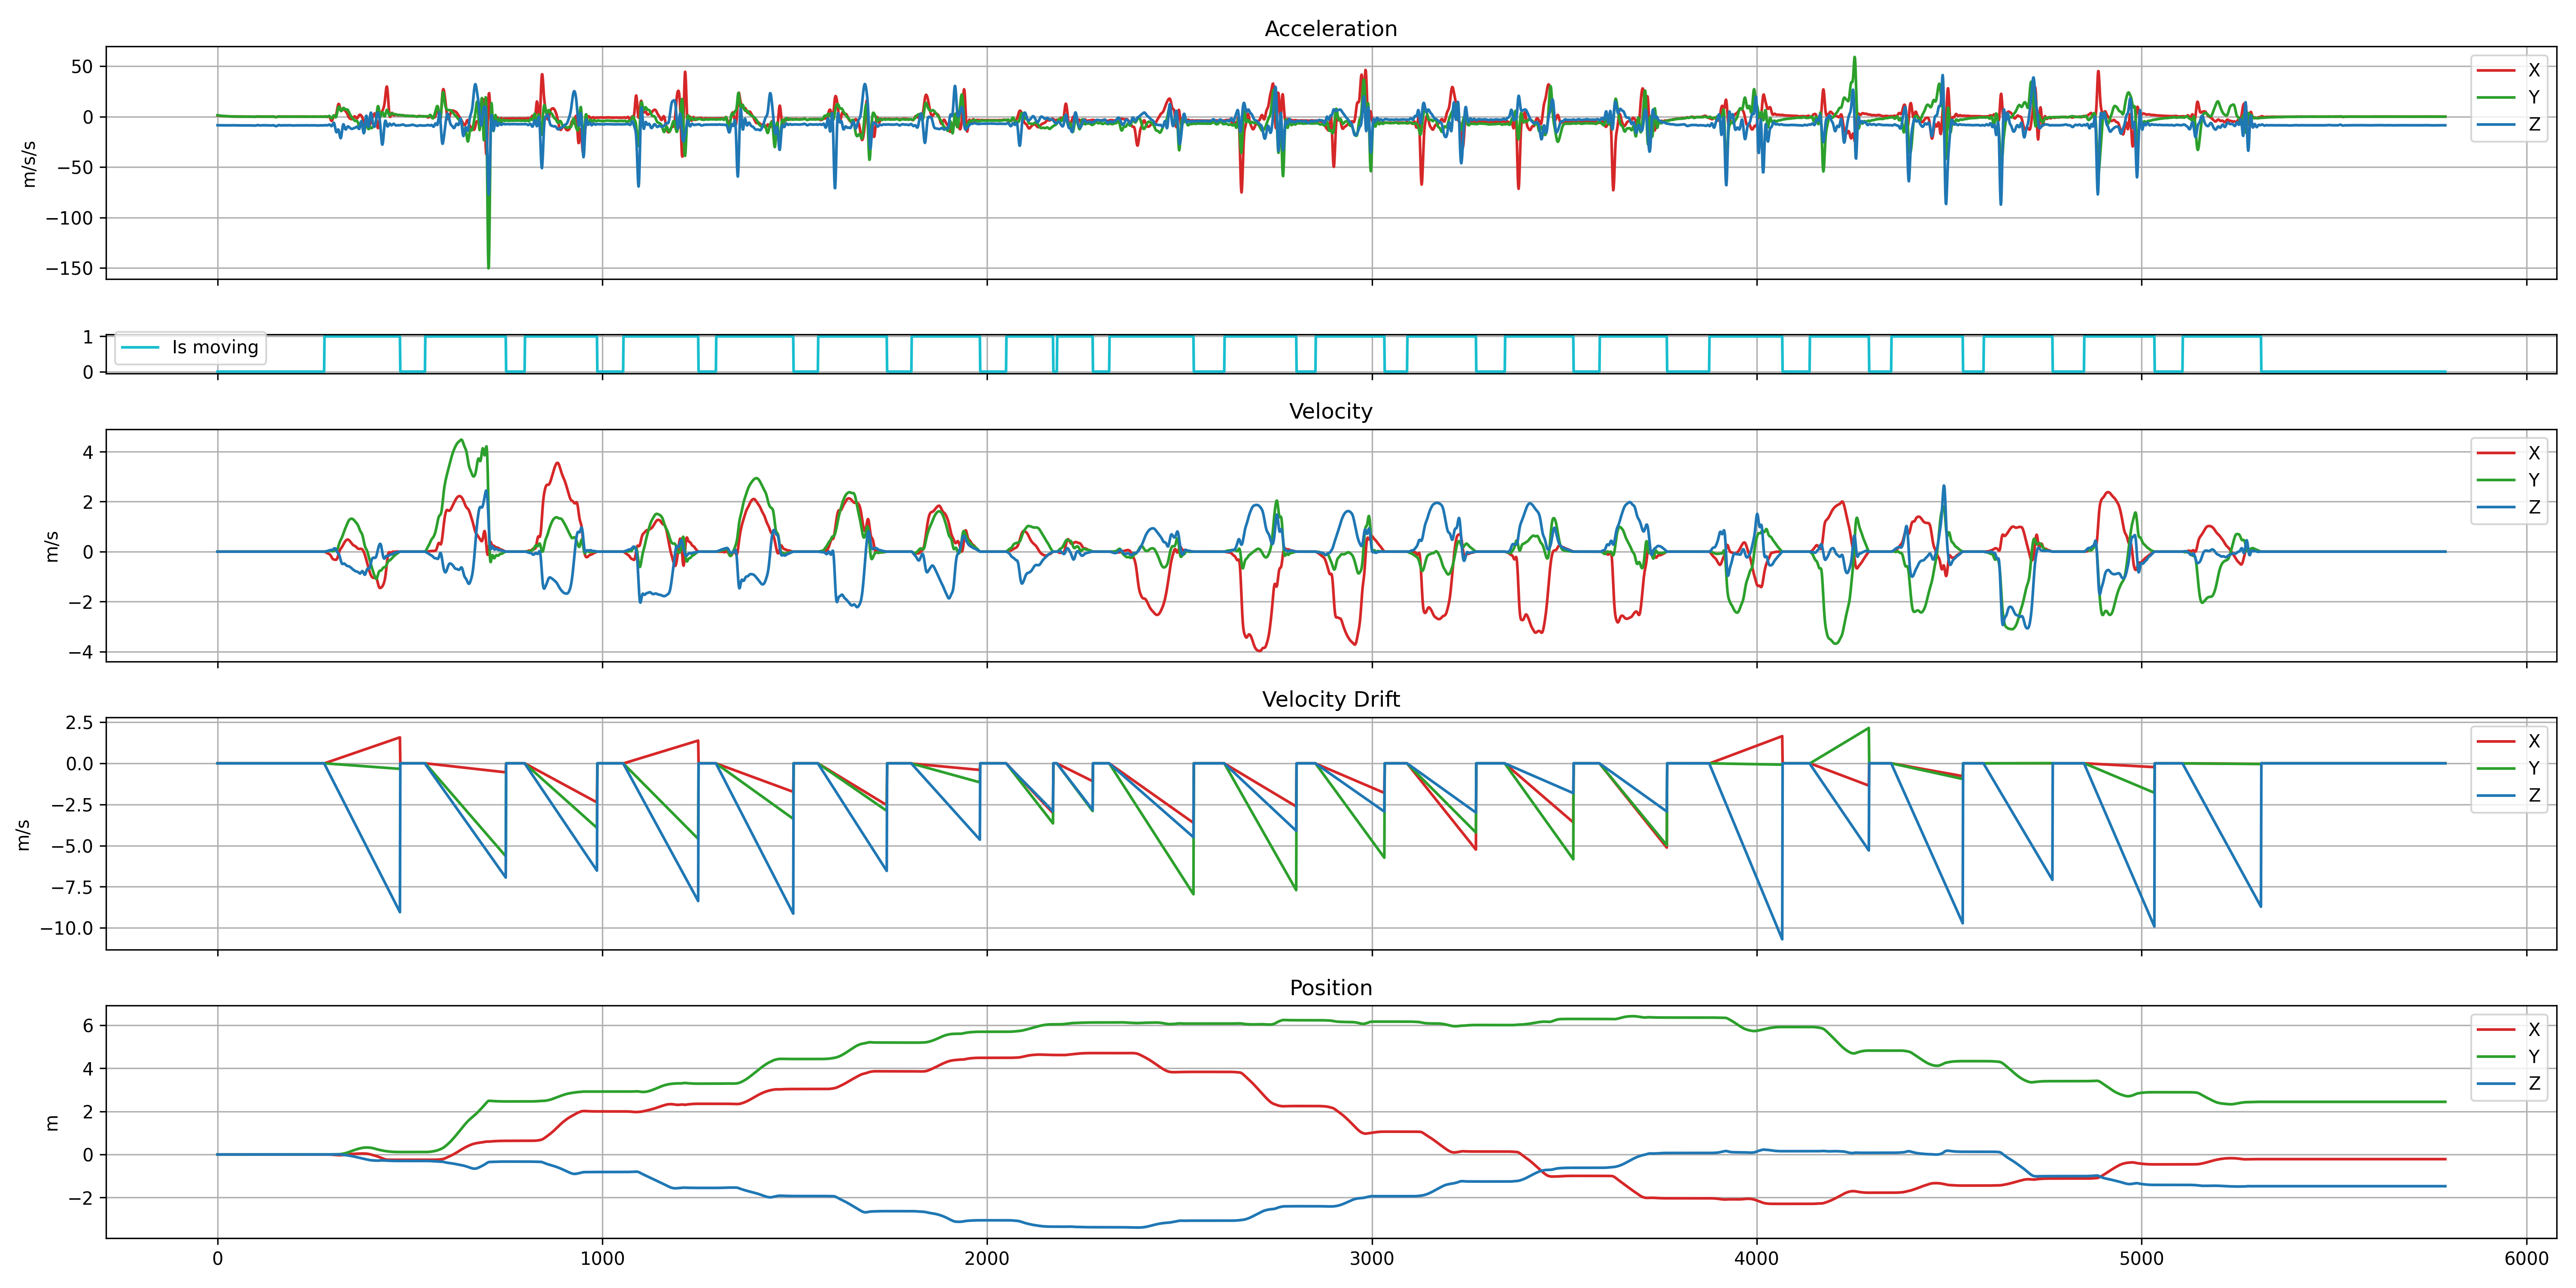 Acceleration
50
0
−50
−100
−150
m/s/s
X
Y
Z
1
0
Is moving
Velocity
4
2
0
−2
−4
m/s
X
Y
Z
Velocity Drift
2.5
0.0
−2.5
−5.0
−7.5
−10.0
m/s
X
Y
Z
Position
6
4
2
0
−2
m
X
Y
Z
0 1000 2000 3000 4000 5000 6000